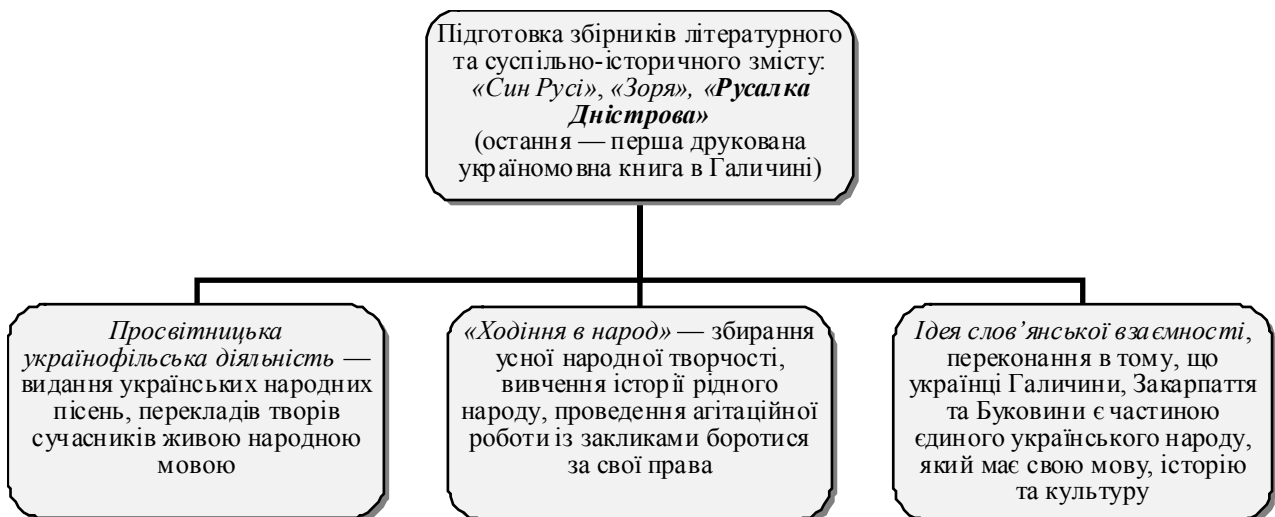 Підготовка збірників літературного
та суспільно-історичного змісту:
«Син Русі», «Зоря», «Русалка
Дністрова»
(остання — перша друкована
україномовна книга в Галичині)
Просвітницька
українофільська діяльність —
видання українських народних
пісень, перекладів творів
сучасників живою народною
мовою
«Ходіння в народ» — збирання
усної народної творчості,
вивчення історії рідного
народу, проведення агітаційної
роботи із закликами боротися
за свої права
Ідея слов’янської взаємності,
переконання в тому, що
українці Галичини, Закарпаття
та Буковини є частиною
єдиного українського народу,
який має свою мову, історію
та культуру